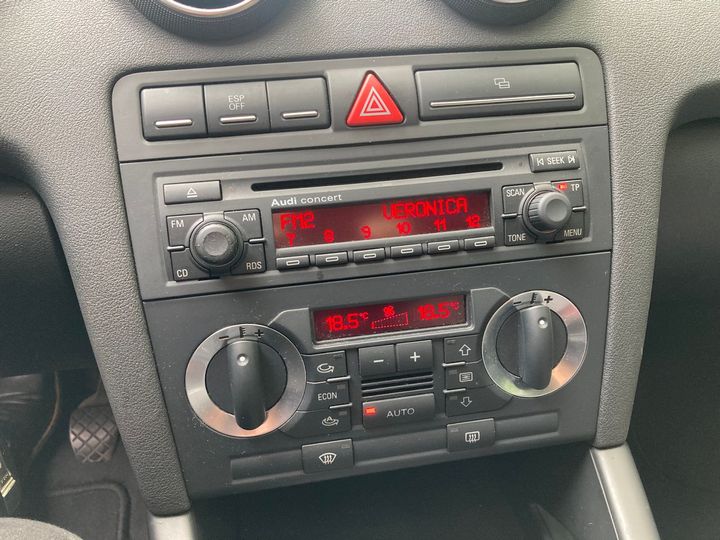 ESP
OFF
SEEK
Audi concert
SCAN
TP
FM
AM
FM2 VERONICA
7 8 9 10 11 12
CD
RDS
TONE
MENU
18.5°C 18.5°C
- +
- +
- +
ECON
AUTO